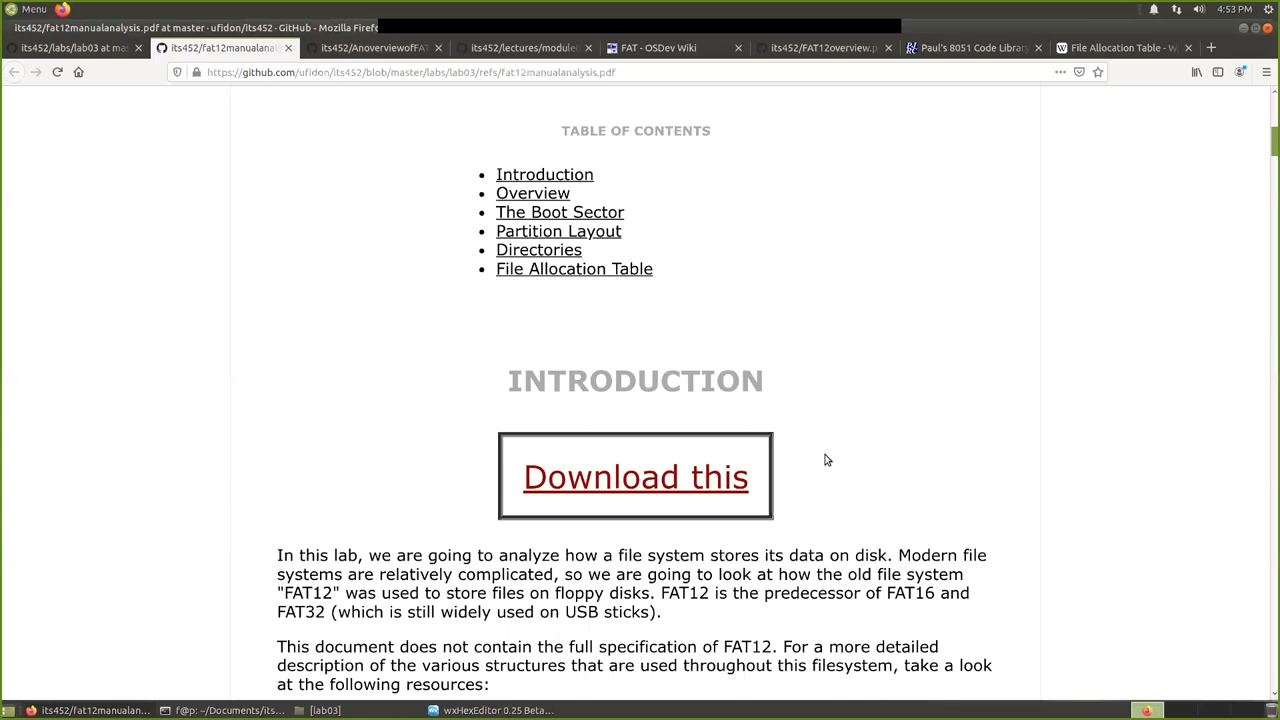 Menu
4:53 PM
its452/fat12manualanalysis.pdf at master · ufidon/its452 · GitHub - Mozilla Firefo
its452/labs/lab03 at mas
its452/fat12manualanal
its452/AnoverviewofFAT
its452/lectures/module
FAT - OSDev Wiki
its452/FAT12overview.p
Paul's 8051 Code Library
File Allocation Table - W
https://github.com/ufidon/its452/blob/master/labs/lab03/refs/fat12manualanalysis.pdf
TABLE OF CONTENTS
• Introduction
• Overview
• The Boot Sector
• Partition Layout
• Directories
• File Allocation Table
INTRODUCTION
Download this
In this lab, we are going to analyze how a file system stores its data on disk. Modern file
systems are relatively complicated, so we are going to look at how the old file system
"FAT12" was used to store files on floppy disks. FAT12 is the predecessor of FAT16 and
FAT32 (which is still widely used on USB sticks).
This document does not contain the full specification of FAT12. For a more detailed
description of the various structures that are used throughout this filesystem, take a look
at the following resources:
its452/fat12manualan...
f@p: ~/Documents/its...
[lab03]
wxHexEditor 0.25 Beta...